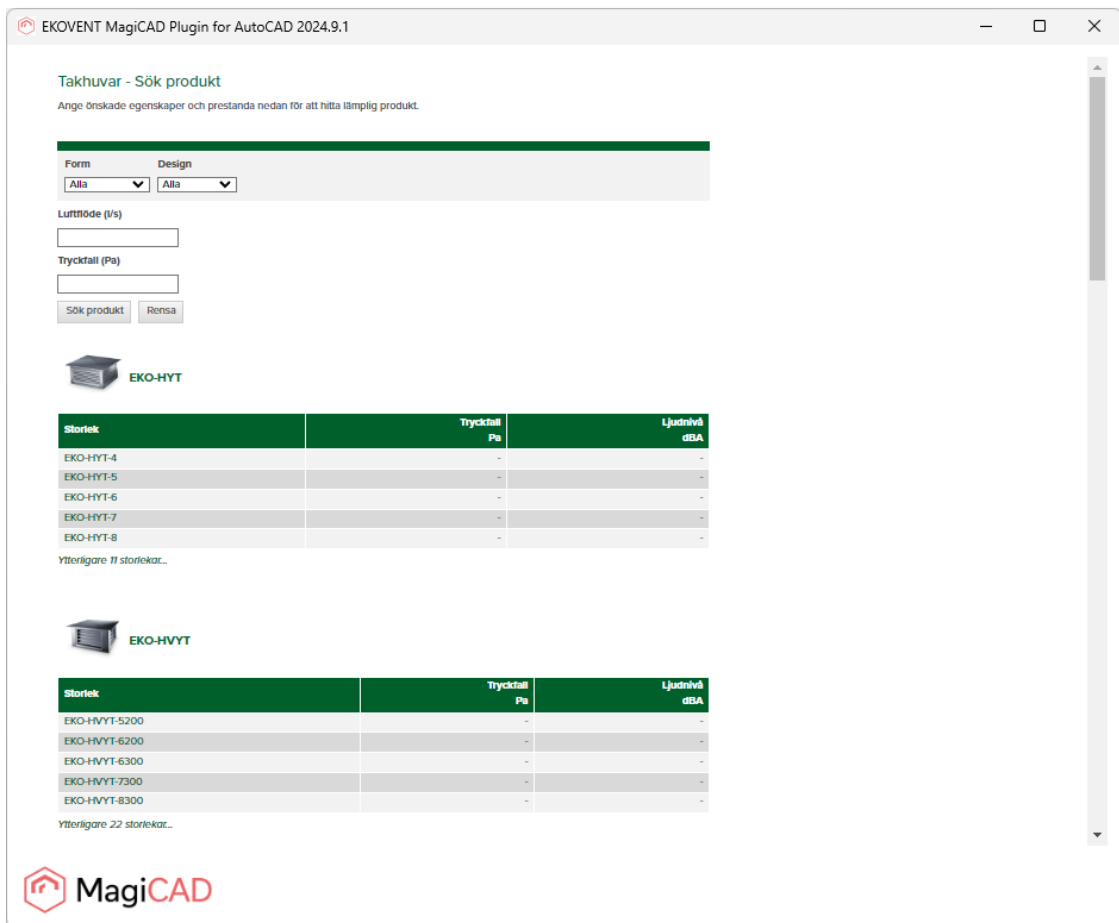 EKOVENT MagiCAD Plugin for AutoCAD 2024.9.1
Takhuvar - Sök produkt
Ange önskade egenskaper och prestanda nedan för att hitta lämplig produkt.
Form Design
Alla Alla
Luftflöde (l/s)
Tryckfall (Pa)
Sök produkt Rensa
EKO-HYT
Storlek Tryckfall Pa Ljudnivå dBA
EKO-HYT-4 - -
EKO-HYT-5 - -
EKO-HYT-6 - -
EKO-HYT-7 - -
EKO-HYT-8 - -
Ytterligare 11 storlekar...
EKO-HVYT
Storlek Tryckfall Pa Ljudnivå dBA
EKO-HVYT-5200 - -
EKO-HVYT-6200 - -
EKO-HVYT-6300 - -
EKO-HVYT-7300 - -
EKO-HVYT-8300 - -
Ytterligare 22 storlekar...
MagiCAD